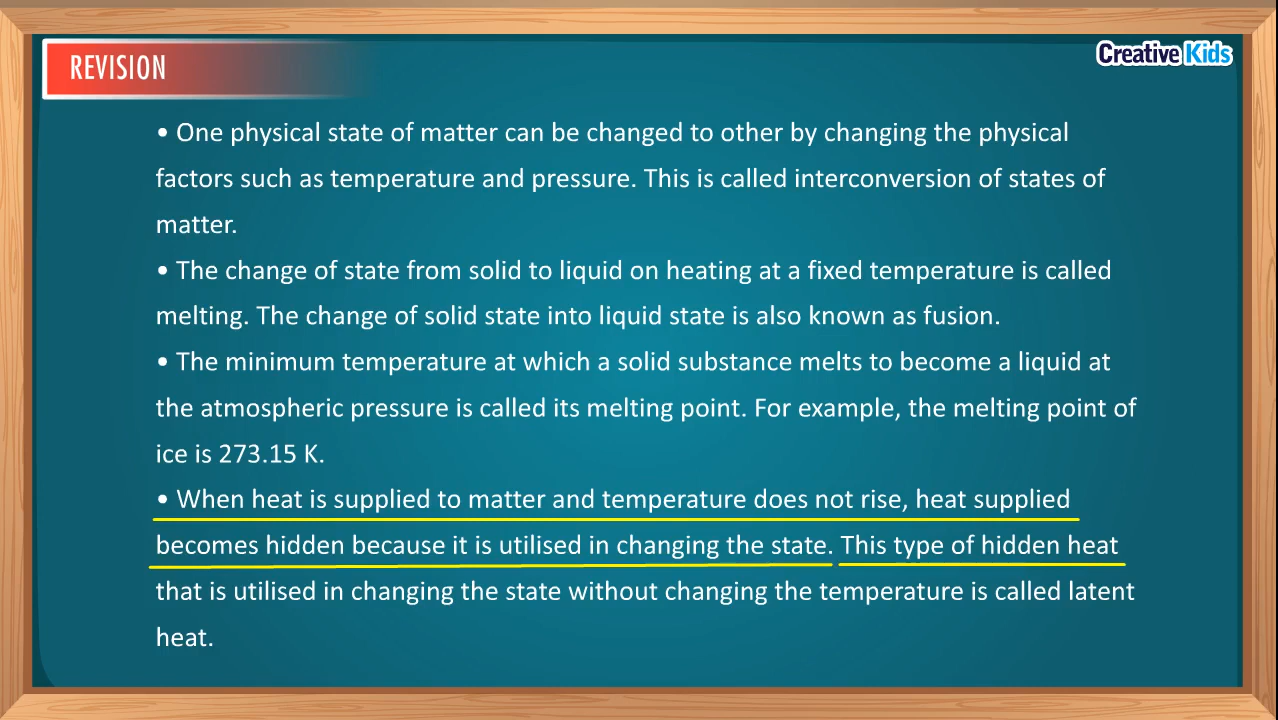 REVISION
Creative Kids
• One physical state of matter can be changed to other by changing the physical
factors such as temperature and pressure. This is called interconversion of states of
matter.
• The change of state from solid to liquid on heating at a fixed temperature is called
melting. The change of solid state into liquid state is also known as fusion.
• The minimum temperature at which a solid substance melts to become a liquid at
the atmospheric pressure is called its melting point. For example, the melting point of
ice is 273.15 K.
• When heat is supplied to matter and temperature does not rise, heat supplied
becomes hidden because it is utilised in changing the state. This type of hidden heat
that is utilised in changing the state without changing the temperature is called latent
heat.